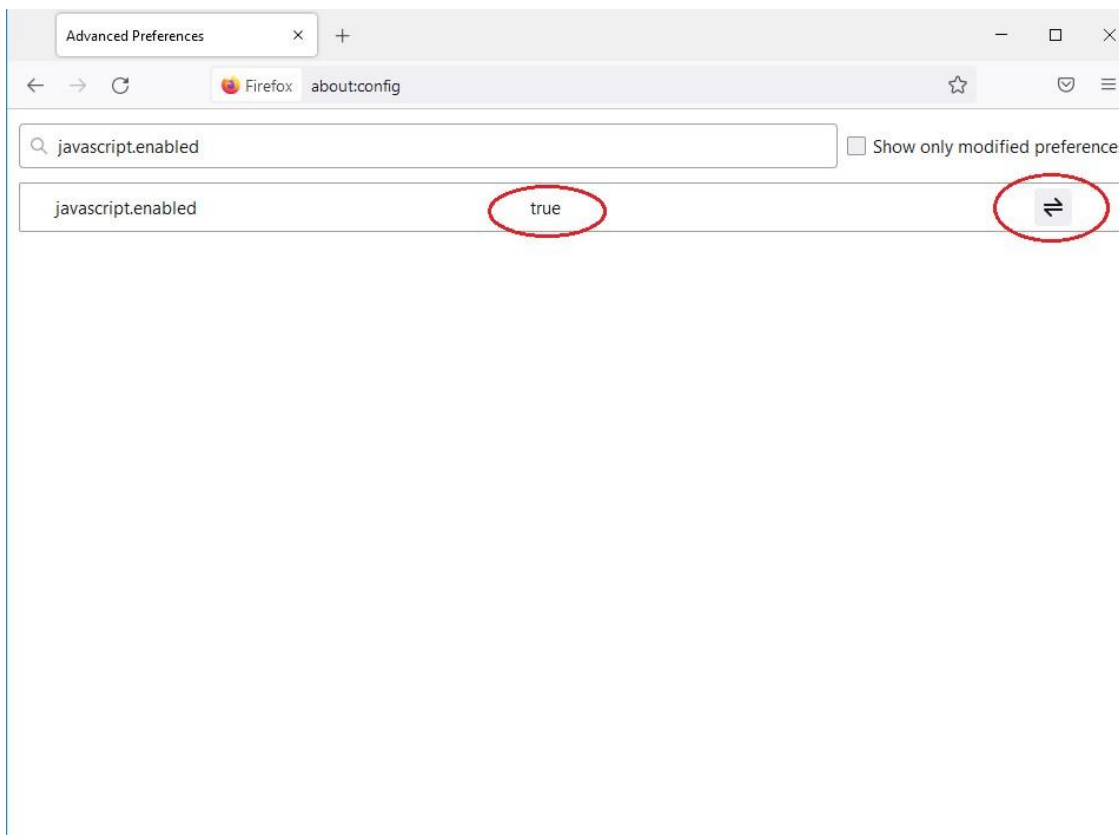 Advanced Preferences
Firefox about:config
javascript.enabled
Show only modified preference
javascript.enabled true